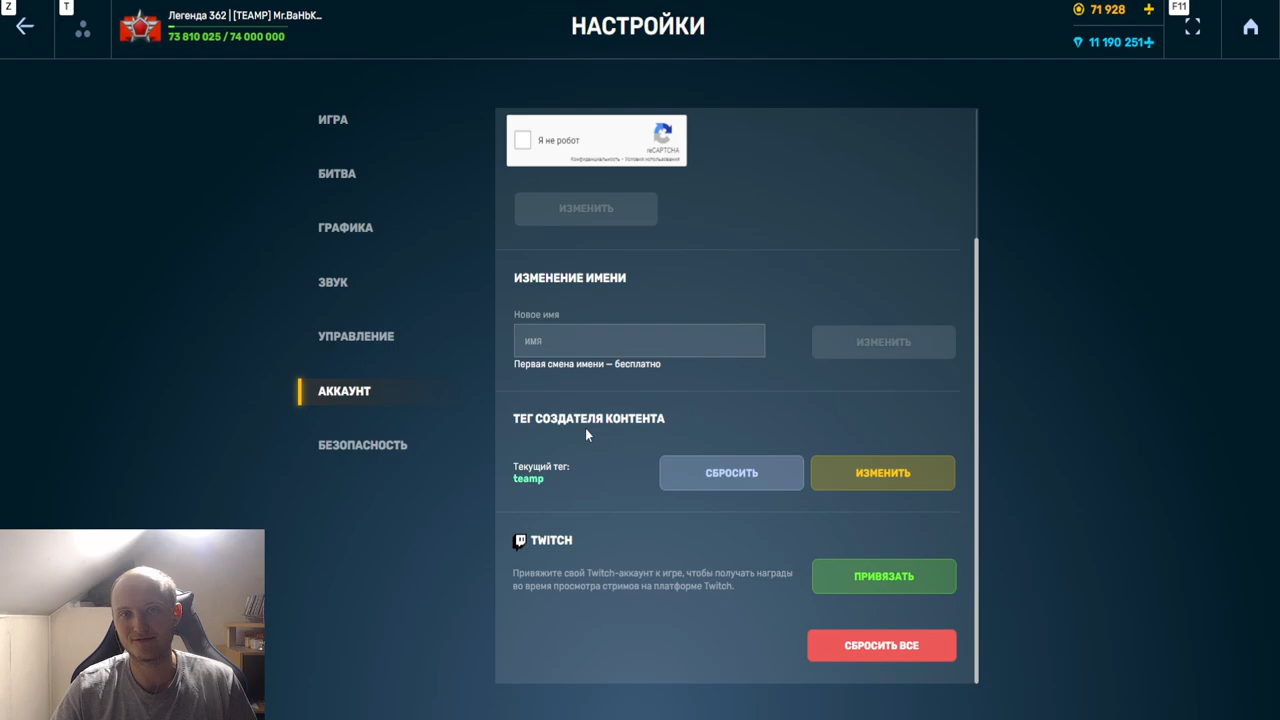 Z
T
Легенда 362 | [TEAMP] Mr.BaHbK...
73 810 025 / 74 000 000
НАСТРОЙКИ
71 928
11 190 251
F11
ИГРА
БИТВА
ГРАФИКА
ЗВУК
УПРАВЛЕНИЕ
АККАУНТ
БЕЗОПАСНОСТЬ
Я не робот
reCAPTCHA
Конфиденциальность - Условия использования
ИЗМЕНИТЬ
ИЗМЕНЕНИЕ ИМЕНИ
Новое имя
имя
ИЗМЕНИТЬ
Первая смена имени — бесплатно
ТЕГ СОЗДАТЕЛЯ КОНТЕНТА
Текущий тег:
teamp
СБРОСИТЬ
ИЗМЕНИТЬ
TWITCH
Привяжите свой Twitch-аккаунт к игре, чтобы получать награды
во время просмотра стримов на платформе Twitch.
ПРИВЯЗАТЬ
СБРОСИТЬ ВСЕ